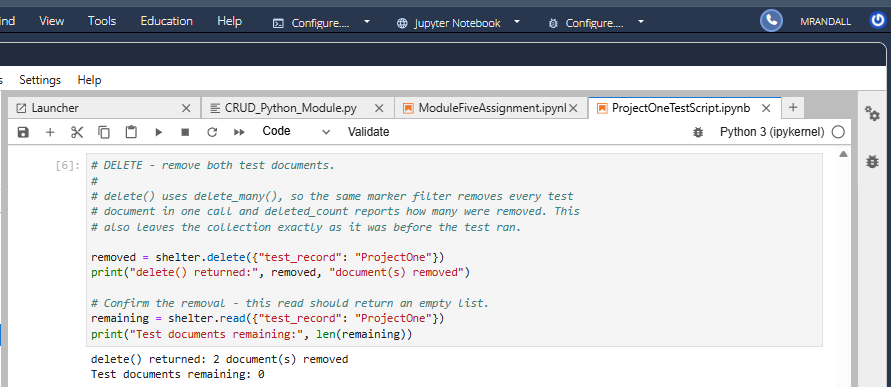 ind View Tools Education Help Configure.... Jupyter Notebook Configure.... MRANDALL
s Settings Help
Launcher CRUD_Python_Module.py ModuleFiveAssignment.ipynl ProjectOneTestScript.ipynb
Code Validate Python 3 (ipykernel)
[6]: # DELETE - remove both test documents.
#
# delete() uses delete_many(), so the same marker filter removes every test
# document in one call and deleted_count reports how many were removed. This
# also leaves the collection exactly as it was before the test ran.
removed = shelter.delete({"test_record": "ProjectOne"})
print("delete() returned:", removed, "document(s) removed")
# Confirm the removal - this read should return an empty list.
remaining = shelter.read({"test_record": "ProjectOne"})
print("Test documents remaining:", len(remaining))
delete() returned: 2 document(s) removed
Test documents remaining: 0